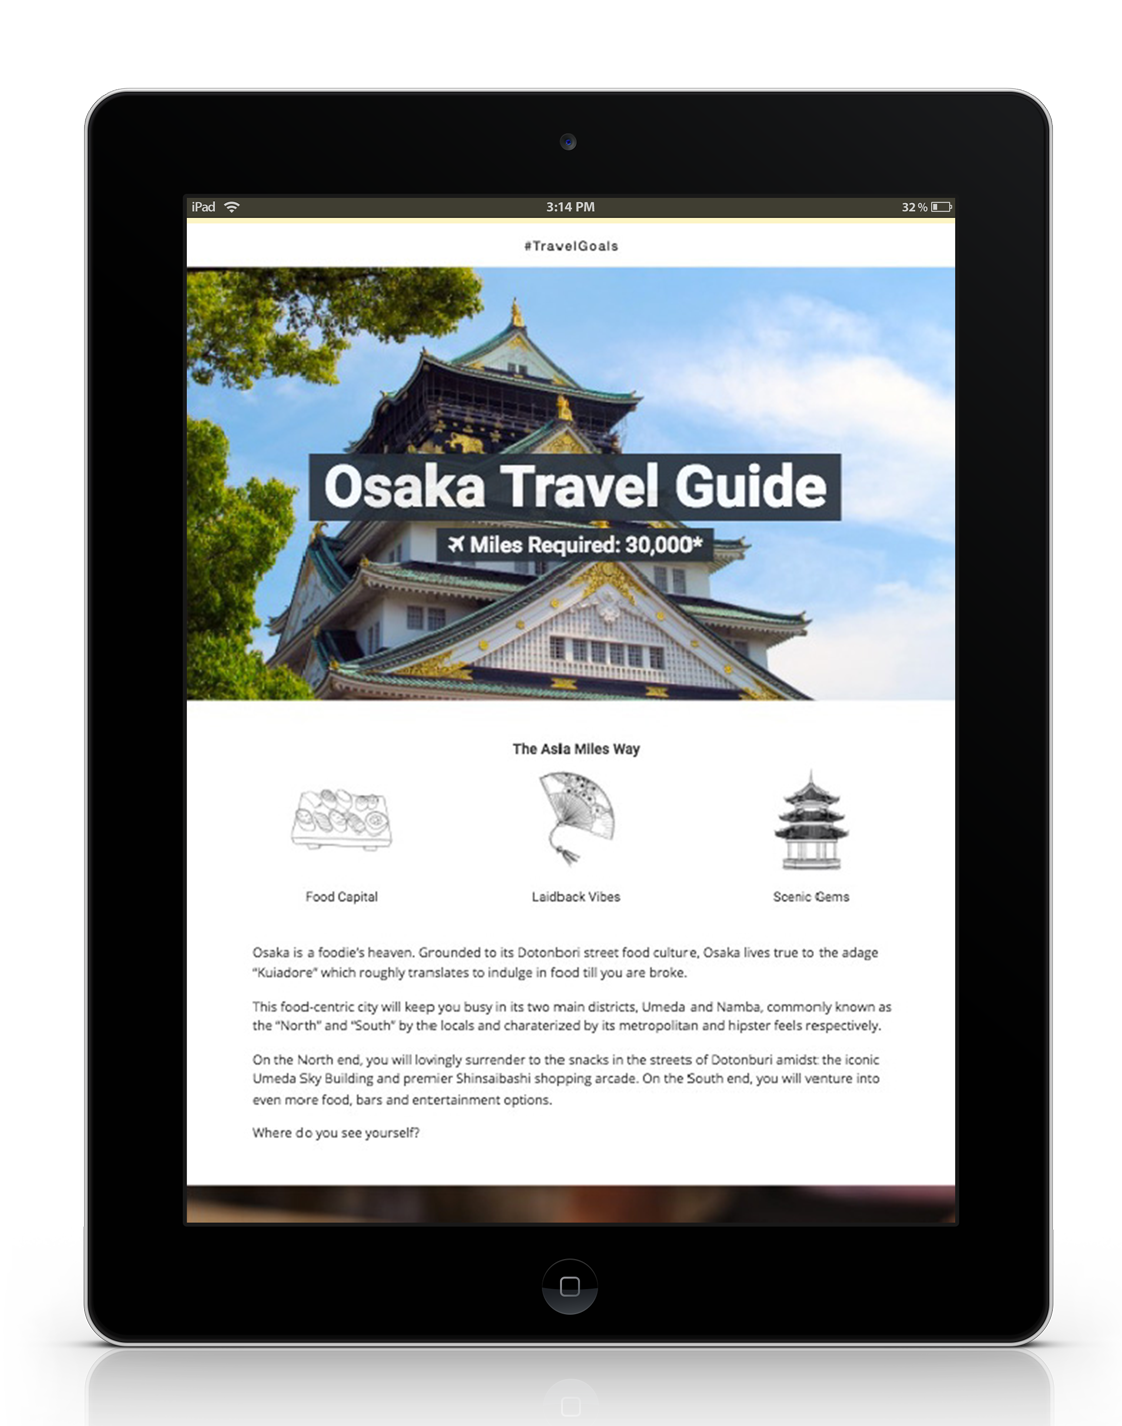 iPad 3:14 PM 32 %
#TravelGoals
Osaka Travel Guide
Miles Required: 30,000*
The Asia Miles Way
Food Capital Laidback Vibes Scenic Gems
Osaka is a foodie's heaven. Grounded to its Dotonbori street food culture, Osaka lives true to the adage
“Kuiadore” which roughly translates to indulge in food till you are broke.
This food-centric city will keep you busy in its two main districts, Umeda and Namba, commonly known as
the “North” and “South” by the locals and charaterized by its metropolitan and hipster feels respectively.
On the North end, you will lovingly surrender to the snacks in the streets of Dotonburi amidst the iconic
Umeda Sky Building and premier Shinsaibashi shopping arcade. On the South end, you will venture into
even more food, bars and entertainment options.
Where do you see yourself?